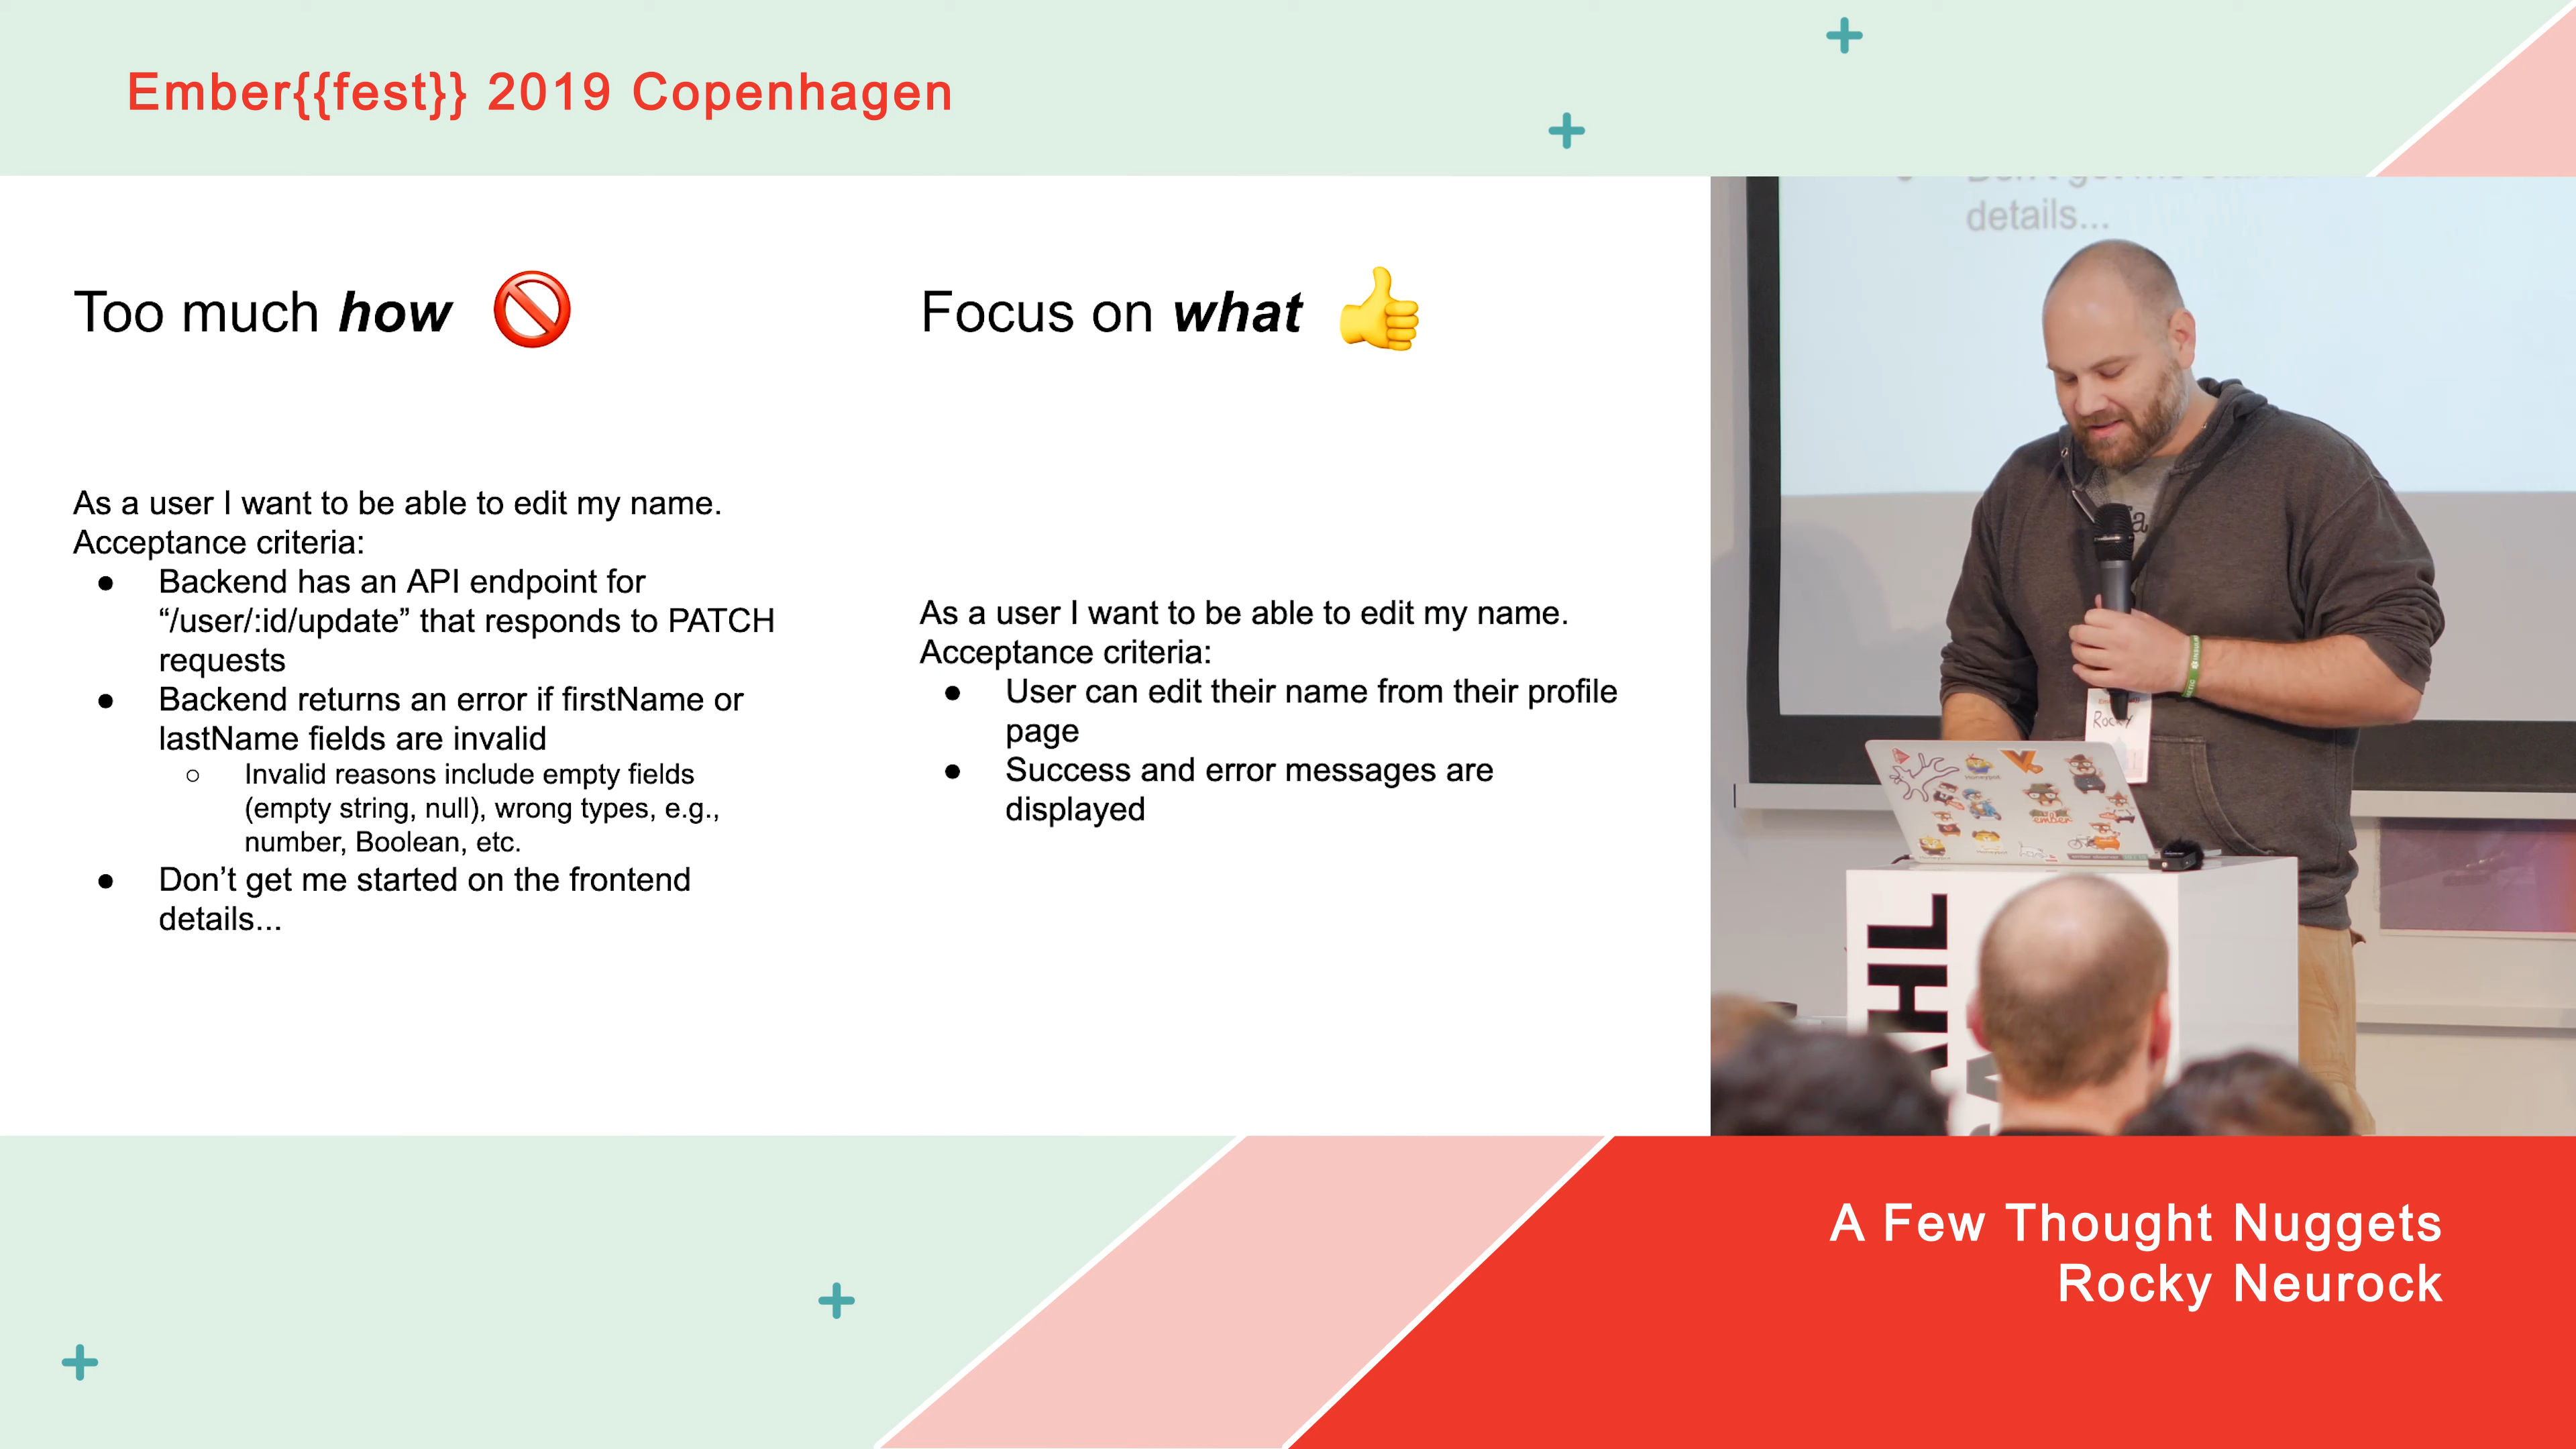 Ember{{fest}} 2019 Copenhagen
Too much how
As a user I want to be able to edit my name.
Acceptance criteria:
● Backend has an API endpoint for
“/user/:id/update” that responds to PATCH
requests
● Backend returns an error if firstName or
lastName fields are invalid
○ Invalid reasons include empty fields
(empty string, null), wrong types, e.g.,
number, Boolean, etc.
● Don’t get me started on the frontend
details...
Focus on what
As a user I want to be able to edit my name.
Acceptance criteria:
● User can edit their name from their profile
page
● Success and error messages are
displayed
details...
Rocky
ember
AHL
A Few Thought Nuggets
Rocky Neurock